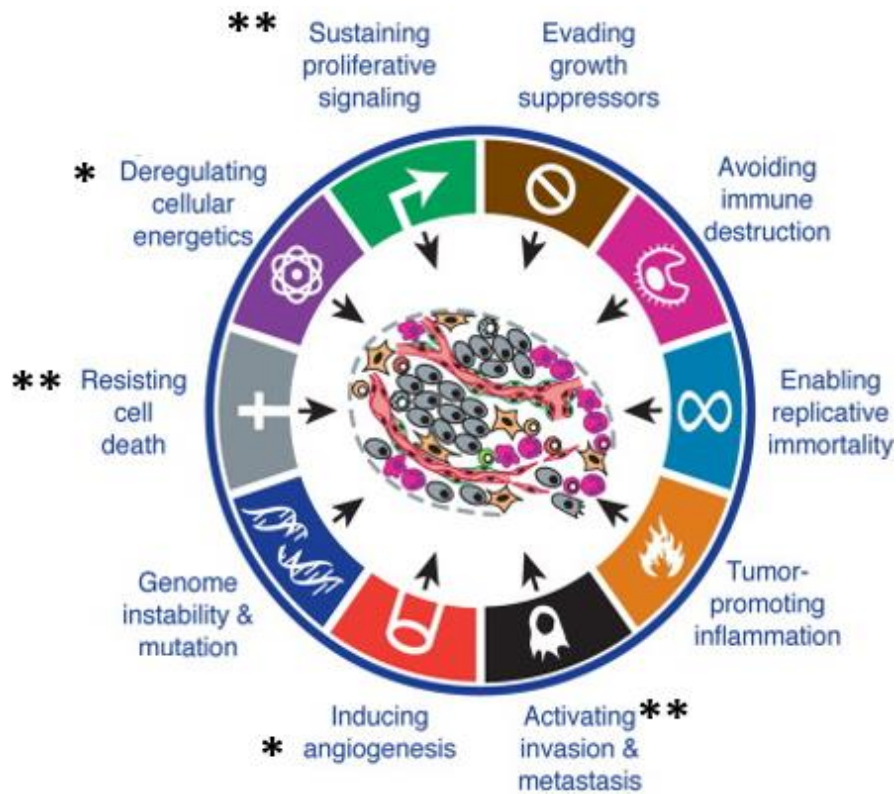 ** Sustaining
proliferative
signaling
Evading
growth
suppressors
* Deregulating
cellular
energetics
Avoiding
immune
destruction
** Resisting
cell
death
Enabling
replicative
immortality
Genome
instability &
mutation
Tumor-
promoting
inflammation
* Inducing
angiogenesis
Activating **
invasion &
metastasis